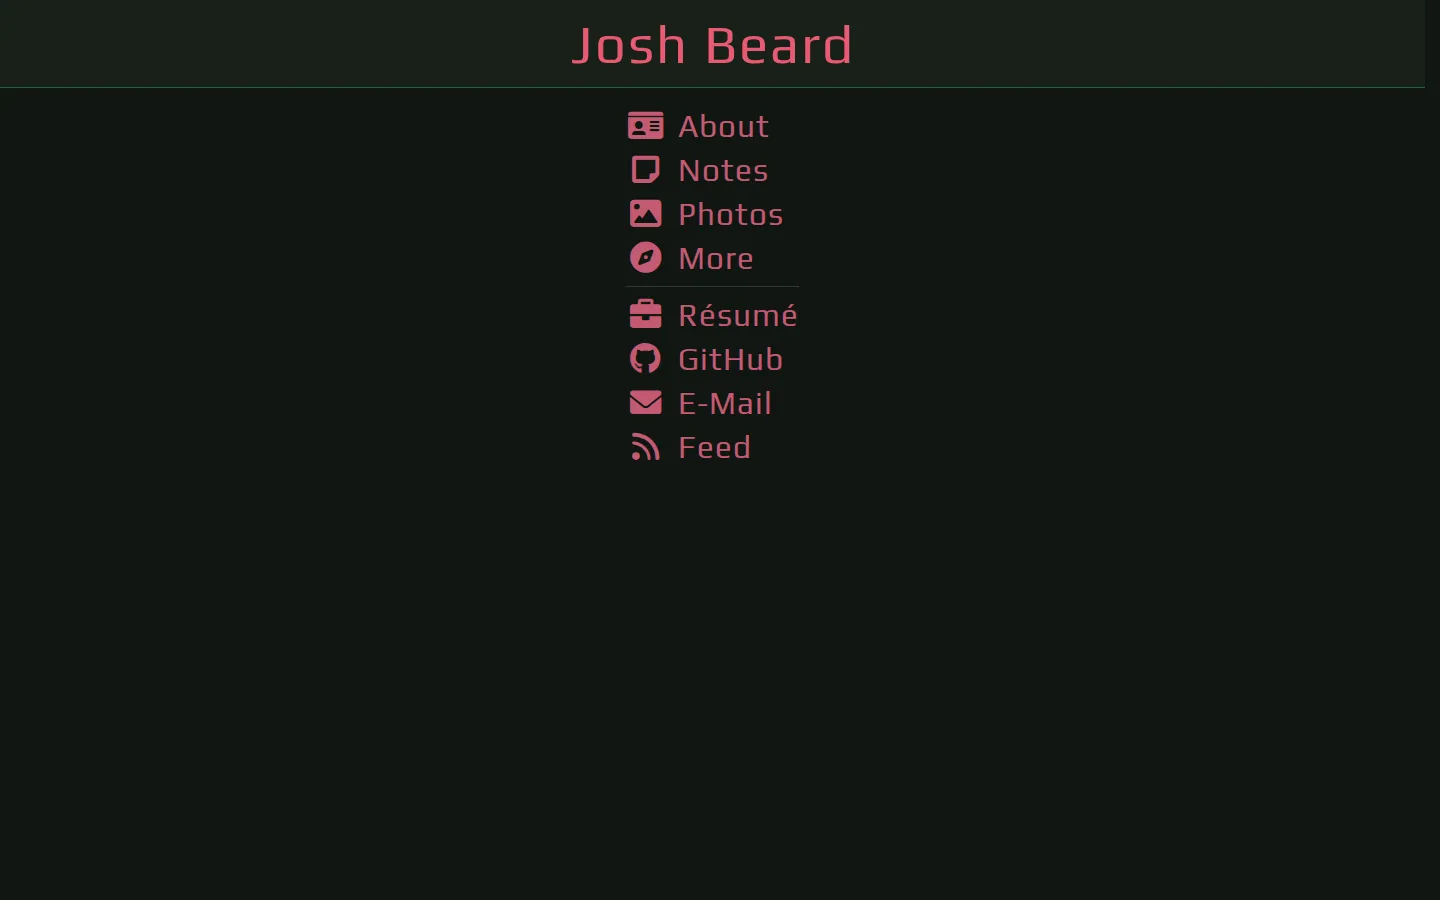 Josh Beard
About
Notes
Photos
More
Résumé
GitHub
E-Mail
Feed